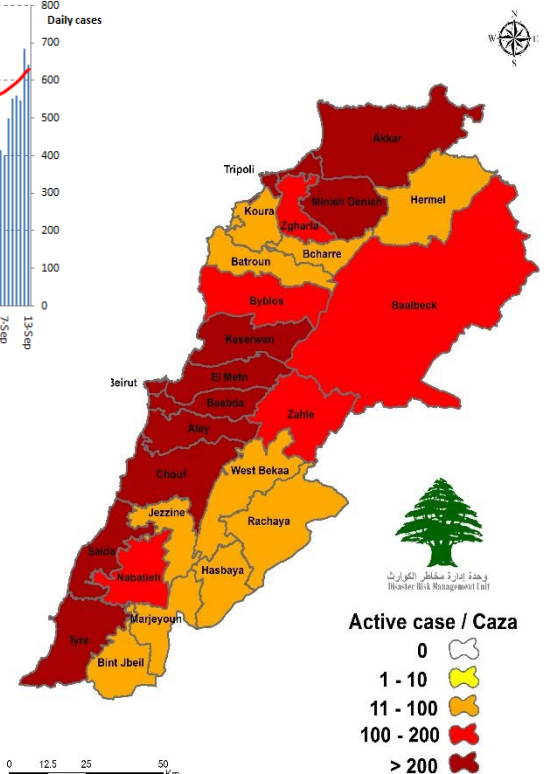 800
Daily cases
700
600
500
400
300
200
100
0
7-Sep
13-Sep
N
W
E
S
Akkar
Tripoli
Minieh Denieh
Hermel
Koura
Zgharta
Bcharre
Batroun
Baalbeck
Byblos
Keserwan
El Metn
Beirut
Baabda
Zahle
Aley
Chouf
West Bekaa
Jezzine
Rachaya
Saida
Hasbaya
Nabatieh
Marjeyoun
Tyre
Bint Jbeil
وحدة إدارة مخاطر الكوارث
Disaster Risk Management Unit
Active case / Caza
0
1 - 10
11 - 100
100 - 200
> 200
0 12.5 25 50
Km